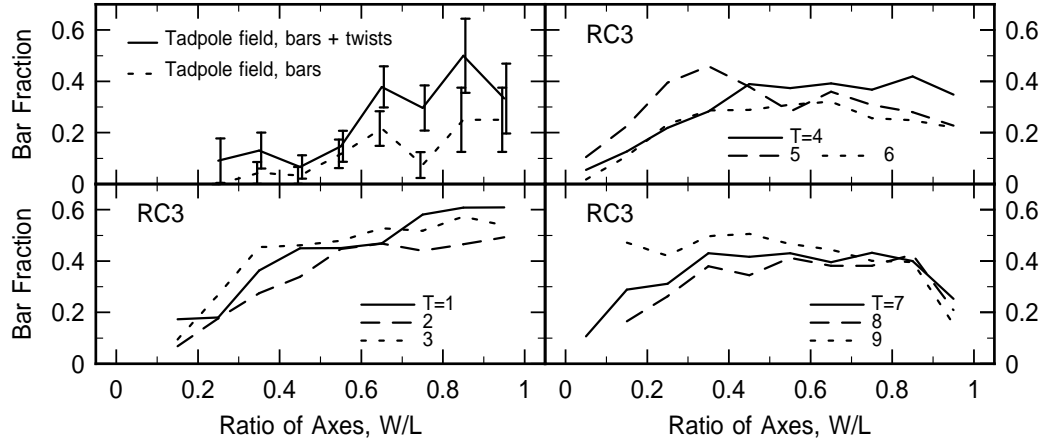 0.6
0.4
0.2
0
Bar Fraction
Tadpole field, bars + twists
Tadpole field, bars
RC3
T=4
5
6
0.6
0.4
0.2
0
0.6
0.4
0.2
0
Bar Fraction
RC3
T=1
2
3
RC3
T=7
8
9
0.6
0.4
0.2
0
0 0.2 0.4 0.6 0.8 1
0 0.2 0.4 0.6 0.8 1
Ratio of Axes, W/L
Ratio of Axes, W/L